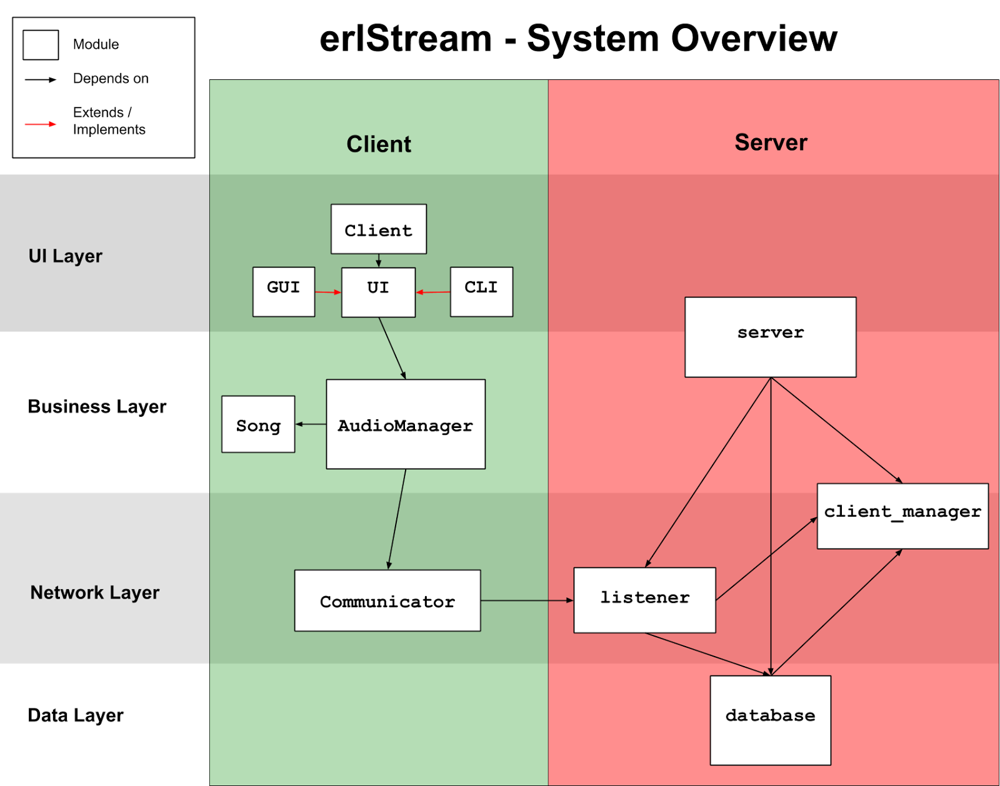 erlStream - System Overview
Module
Depends on
Extends /
Implements
Client
Server
UI Layer
Client
GUI
UI
CLI
server
Business Layer
Song
AudioManager
client_manager
Network Layer
Communicator
listener
Data Layer
database